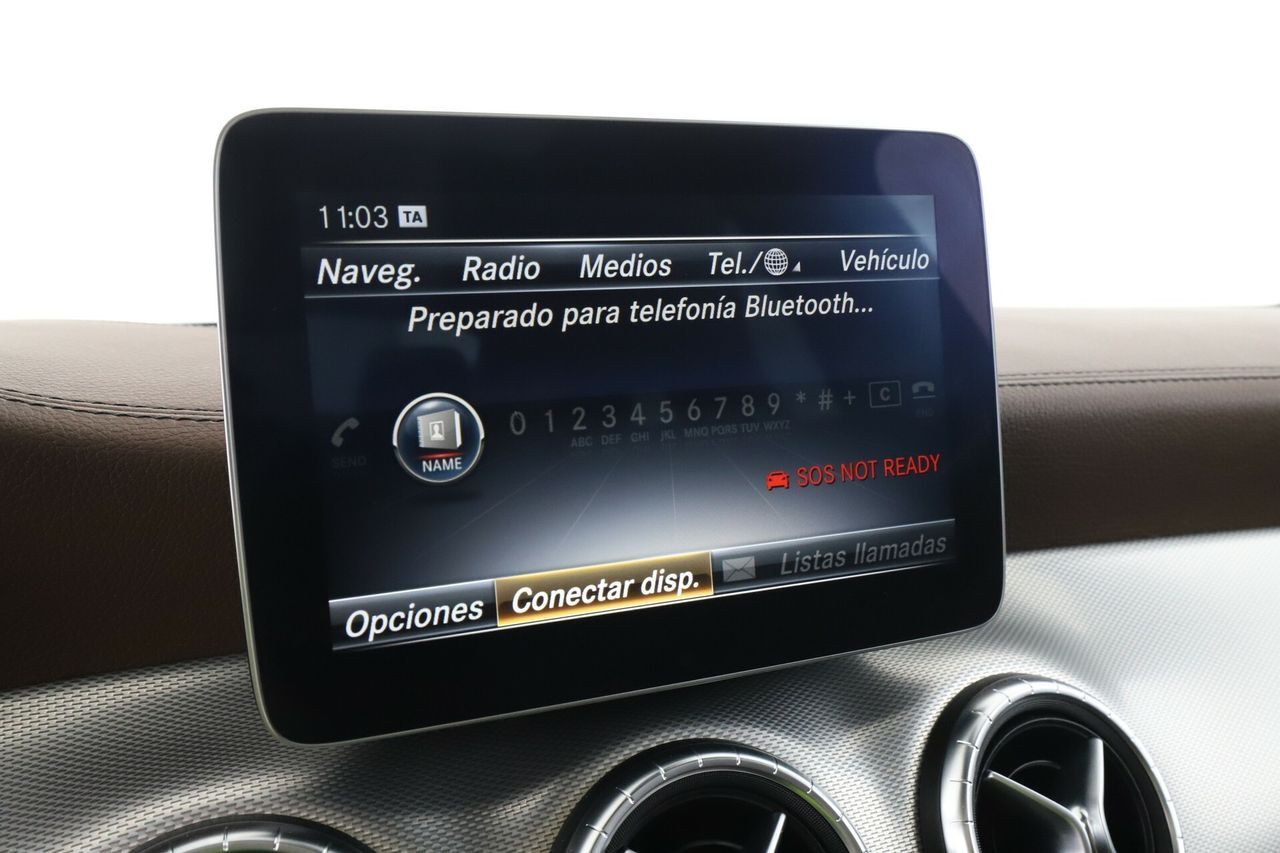 11:03 TA
Naveg. Radio Medios Tel./ Vehículo
Preparado para telefonía Bluetooth...
SEND
NAME
0 1 2 3 4 5 6 7 8 9 * # + C
ABC DEF GHI JKL MNO PQRS TUV WXYZ
END
SOS NOT READY
Opciones Conectar disp. Listas llamadas